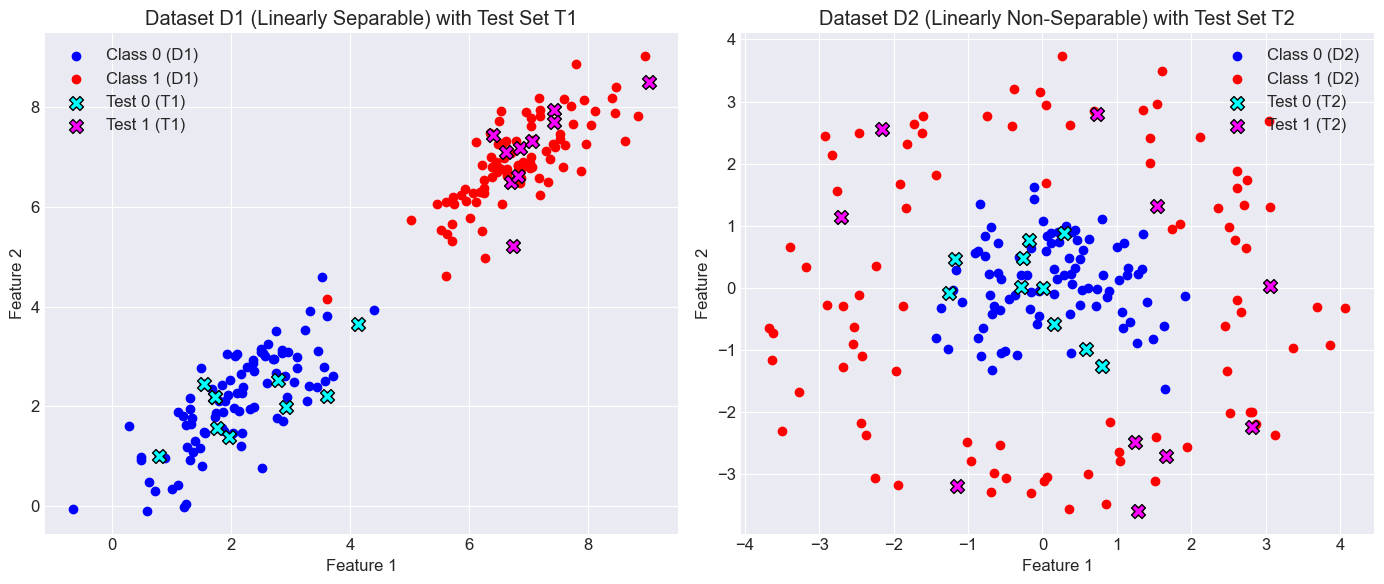 Dataset D1 (Linearly Separable) with Test Set T1
Class 0 (D1)
Class 1 (D1)
Test 0 (T1)
Test 1 (T1)
8
6
4
2
0
Feature 2
0
2
4
6
8
Feature 1
Dataset D2 (Linearly Non-Separable) with Test Set T2
Class 0 (D2)
Class 1 (D2)
Test 0 (T2)
Test 1 (T2)
4
3
2
1
0
−1
−2
−3
Feature 2
−4
−3
−2
−1
0
1
2
3
4
Feature 1